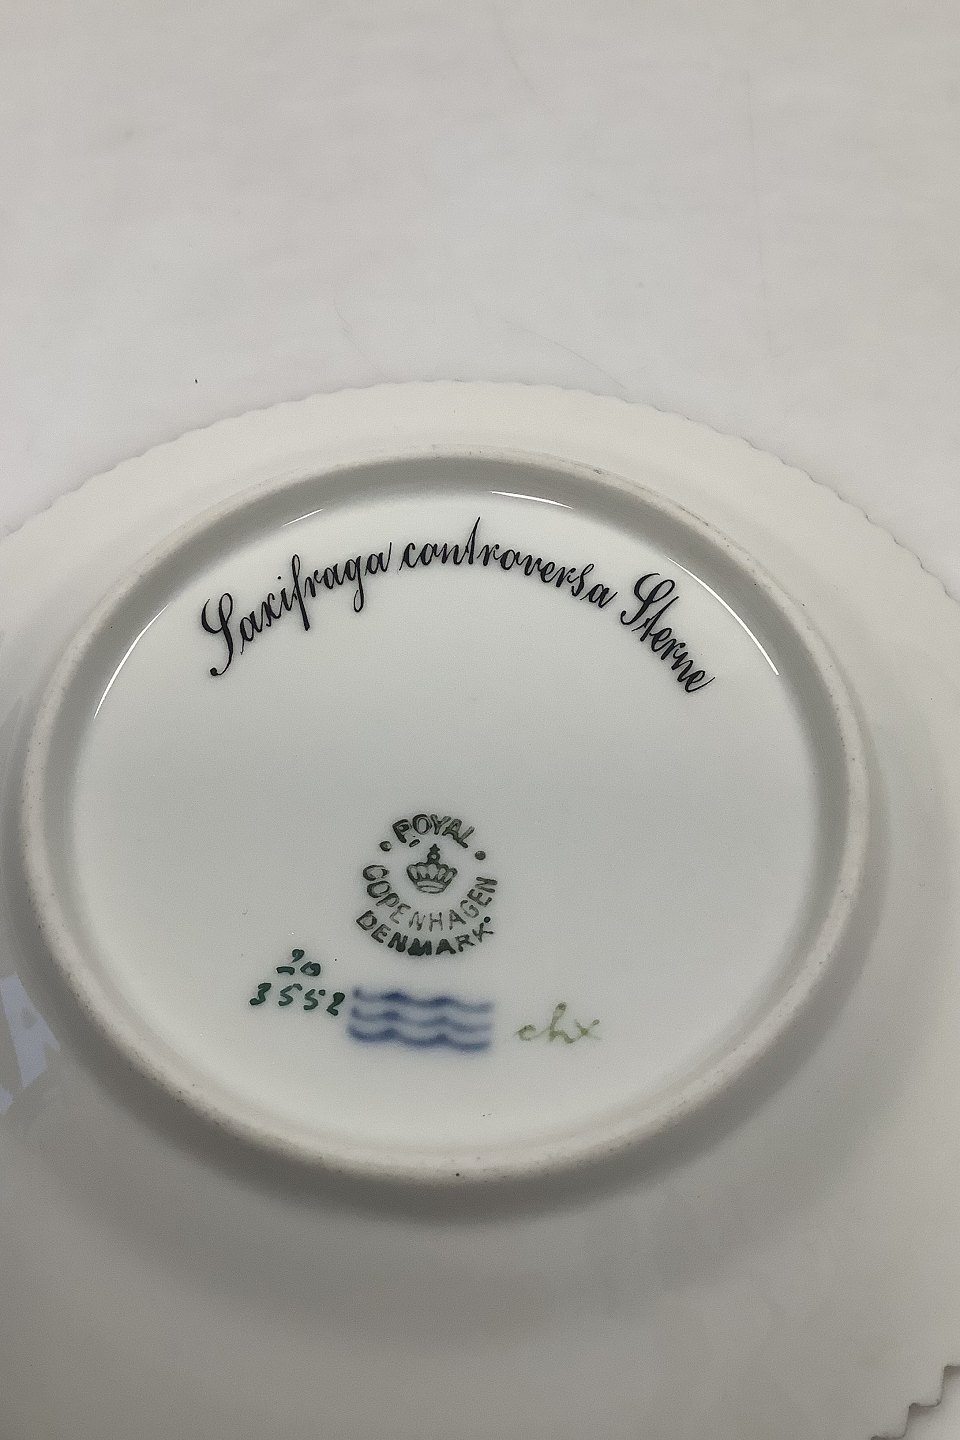 Saxifraga controversa Sterne
ROYAL
COPENHAGEN
DENMARK
20
3552
chx